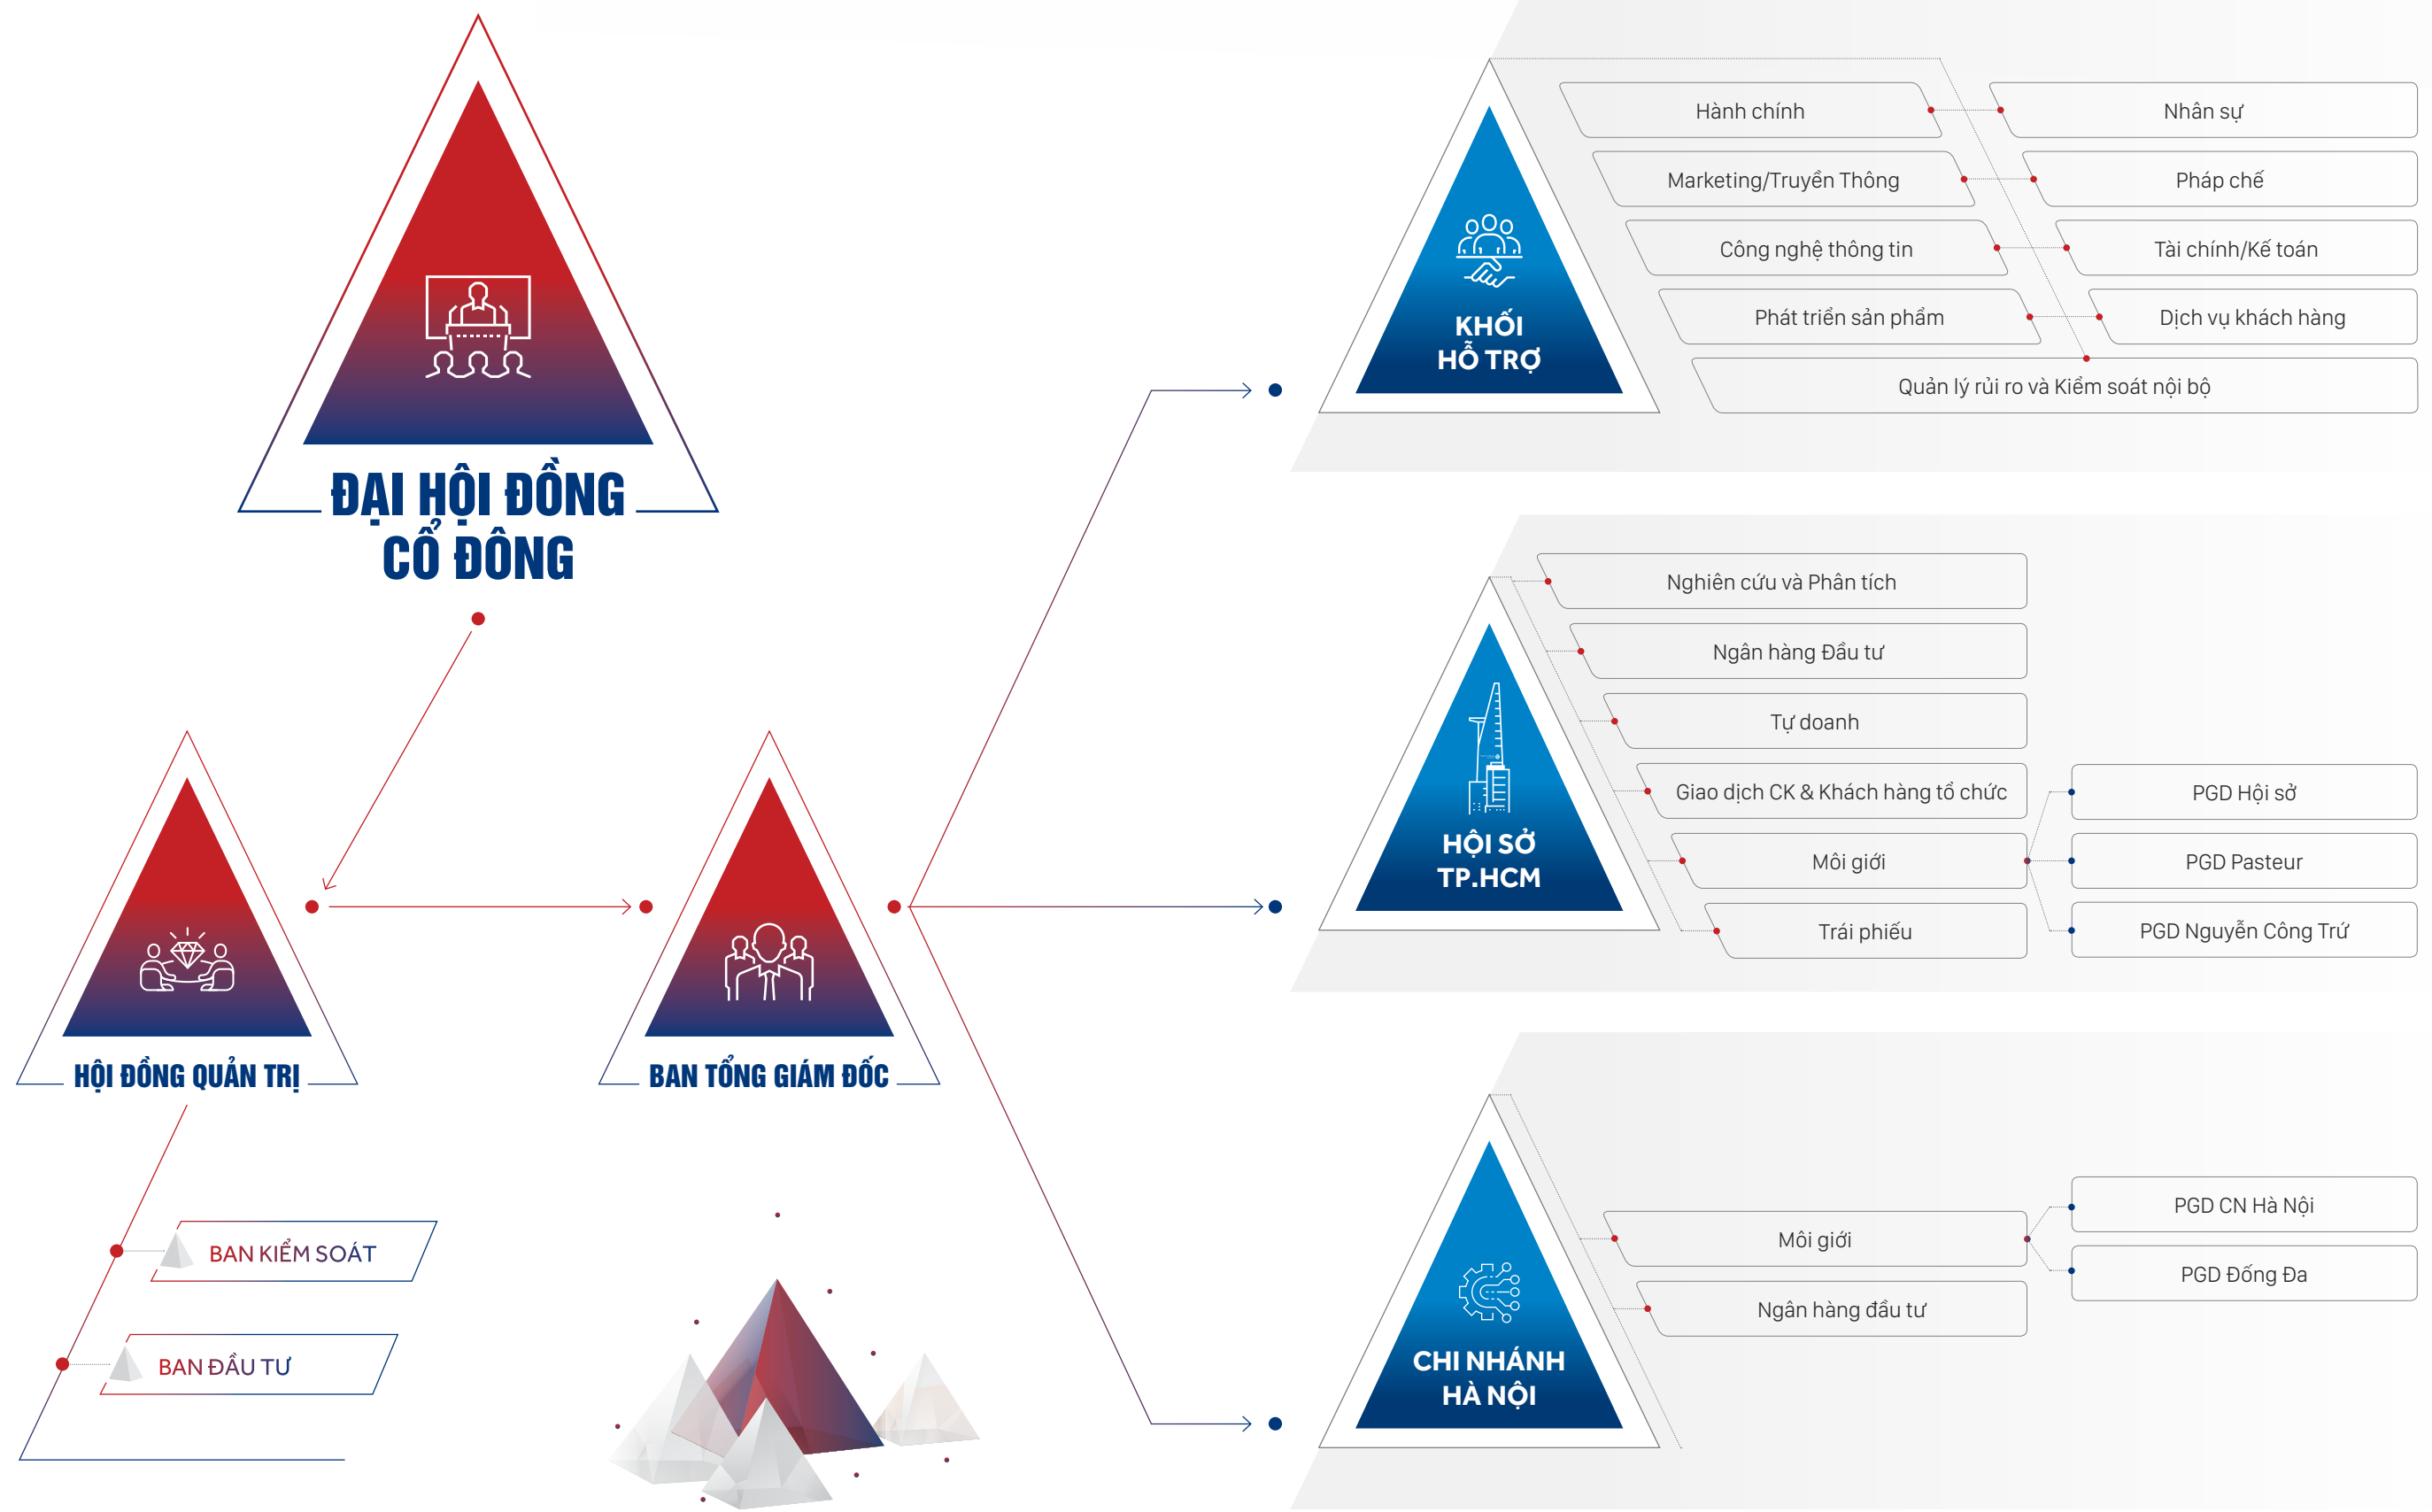 ĐẠI HỘI ĐỒNG
CỔ ĐÔNG
HỘI ĐỒNG QUẢN TRỊ
BAN TỔNG GIÁM ĐỐC
BAN KIỂM SOÁT
BAN ĐẦU TƯ
KHỐI
HỖ TRỢ
Hành chính
Nhân sự
Marketing/Truyền Thông
Pháp chế
Công nghệ thông tin
Tài chính/Kế toán
Phát triển sản phẩm
Dịch vụ khách hàng
Quản lý rủi ro và Kiểm soát nội bộ
HỘI SỞ
TP.HCM
Nghiên cứu và Phân tích
Ngân hàng Đầu tư
Tự doanh
Giao dịch CK & Khách hàng tổ chức
Môi giới
Trái phiếu
PGD Hội sở
PGD Pasteur
PGD Nguyễn Công Trứ
CHI NHÁNH
HÀ NỘI
Môi giới
Ngân hàng đầu tư
PGD CN Hà Nội
PGD Đống Đa